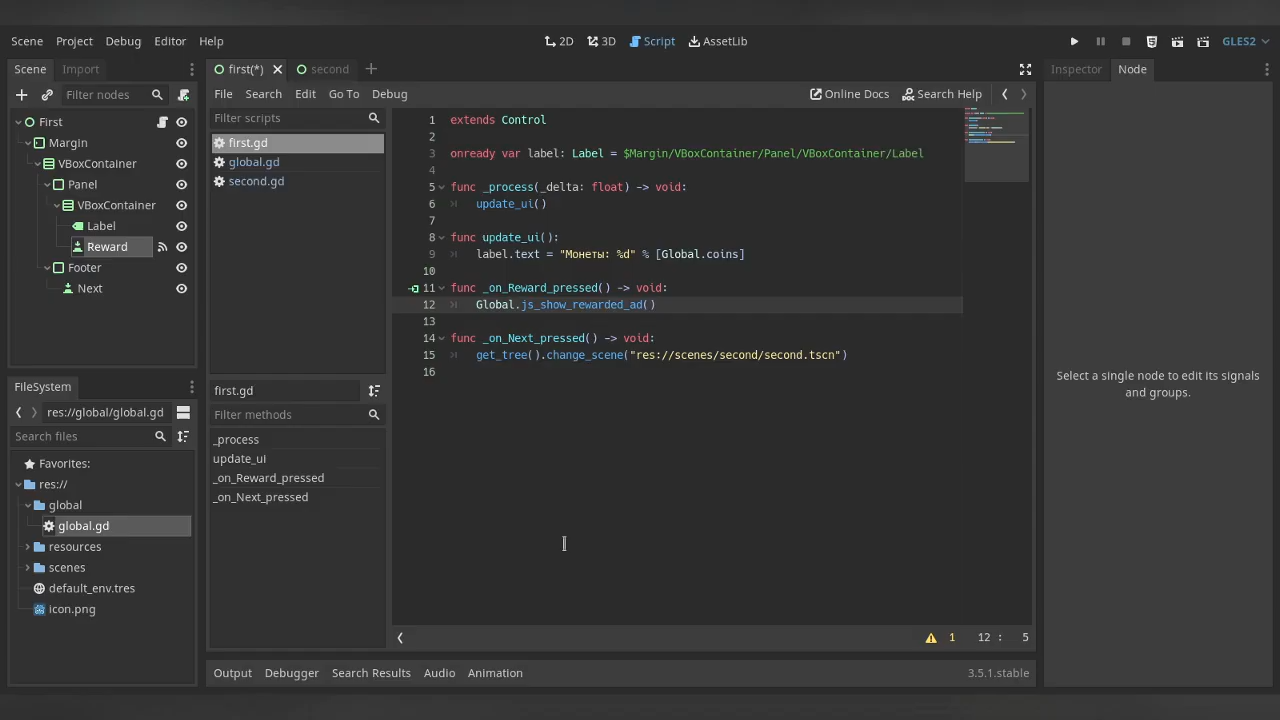 Scene Project Debug Editor Help
2D 3D Script AssetLib
GLES2
Scene Import
Filter nodes
First
Margin
VBoxContainer
Panel
VBoxContainer
Label
Reward
Footer
Next
FileSystem
res://global/global.gd
Search files
Favorites:
res://
global
global.gd
resources
scenes
default_env.tres
icon.png
first(*) second
File Search Edit Go To Debug
Online Docs Search Help
Filter scripts
first.gd
global.gd
second.gd
first.gd
Filter methods
_process
update_ui
_on_Reward_pressed
_on_Next_pressed
1 extends Control
2
3 onready var label: Label = $Margin/VBoxContainer/Panel/VBoxContainer/Label
4
5 func _process(_delta: float) -> void:
6 update_ui()
7
8 func update_ui():
9 label.text = "Монеты: %d" % [Global.coins]
10
11 func _on_Reward_pressed() -> void:
12 Global.js_show_rewarded_ad()
13
14 func _on_Next_pressed() -> void:
15 get_tree().change_scene("res://scenes/second/second.tscn")
16
1 12 : 5
Output Debugger Search Results Audio Animation
3.5.1.stable
Inspector Node
Select a single node to edit its signals
and groups.